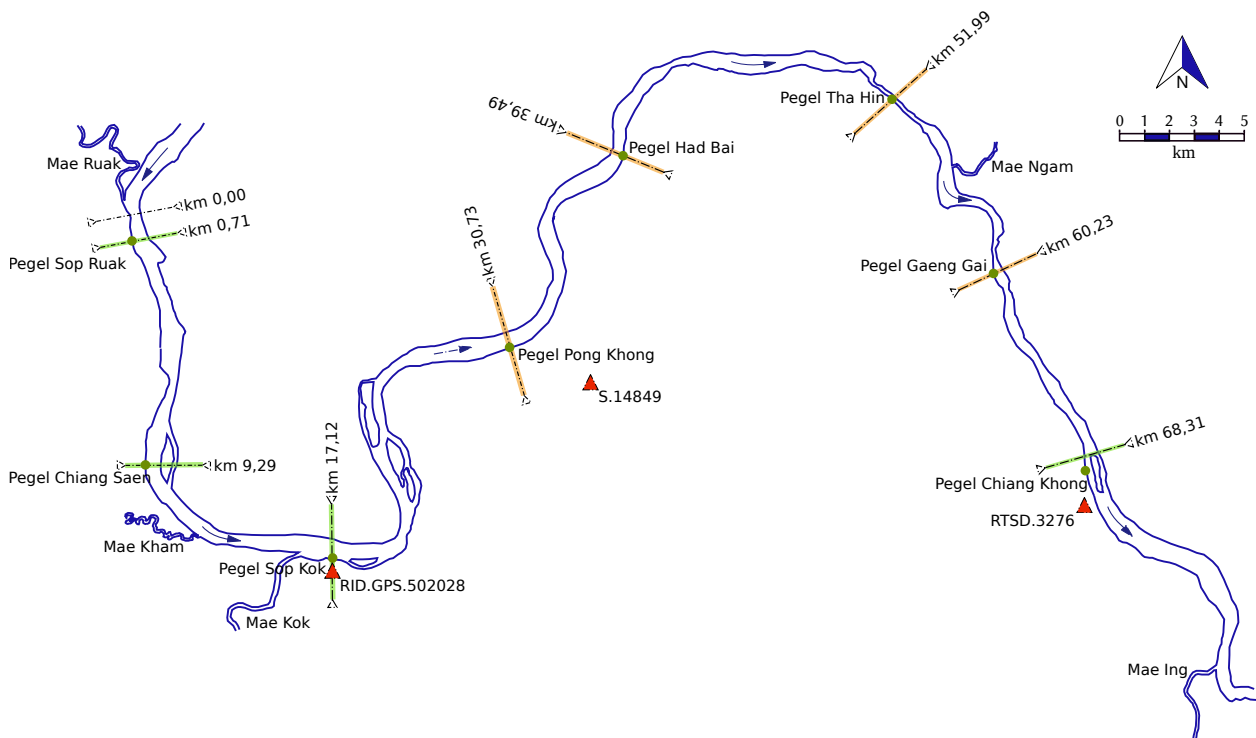 km 51,99
N
0 1 2 3 4 5
km
Pegel Tha Hin
km 39,49
Pegel Had Bai
Mae Ruak
Mae Ngam
km 0,00
km 0,71
Pegel Sop Ruak
km 30,73
km 60,23
Pegel Gaeng Gai
Pegel Pong Khong
S.14849
km 17,12
km 68,31
km 9,29
Pegel Chiang Saen
Pegel Chiang Khong
RTSD.3276
Mae Kham
Pegel Sop Kok
RID.GPS.502028
Mae Kok
Mae Ing